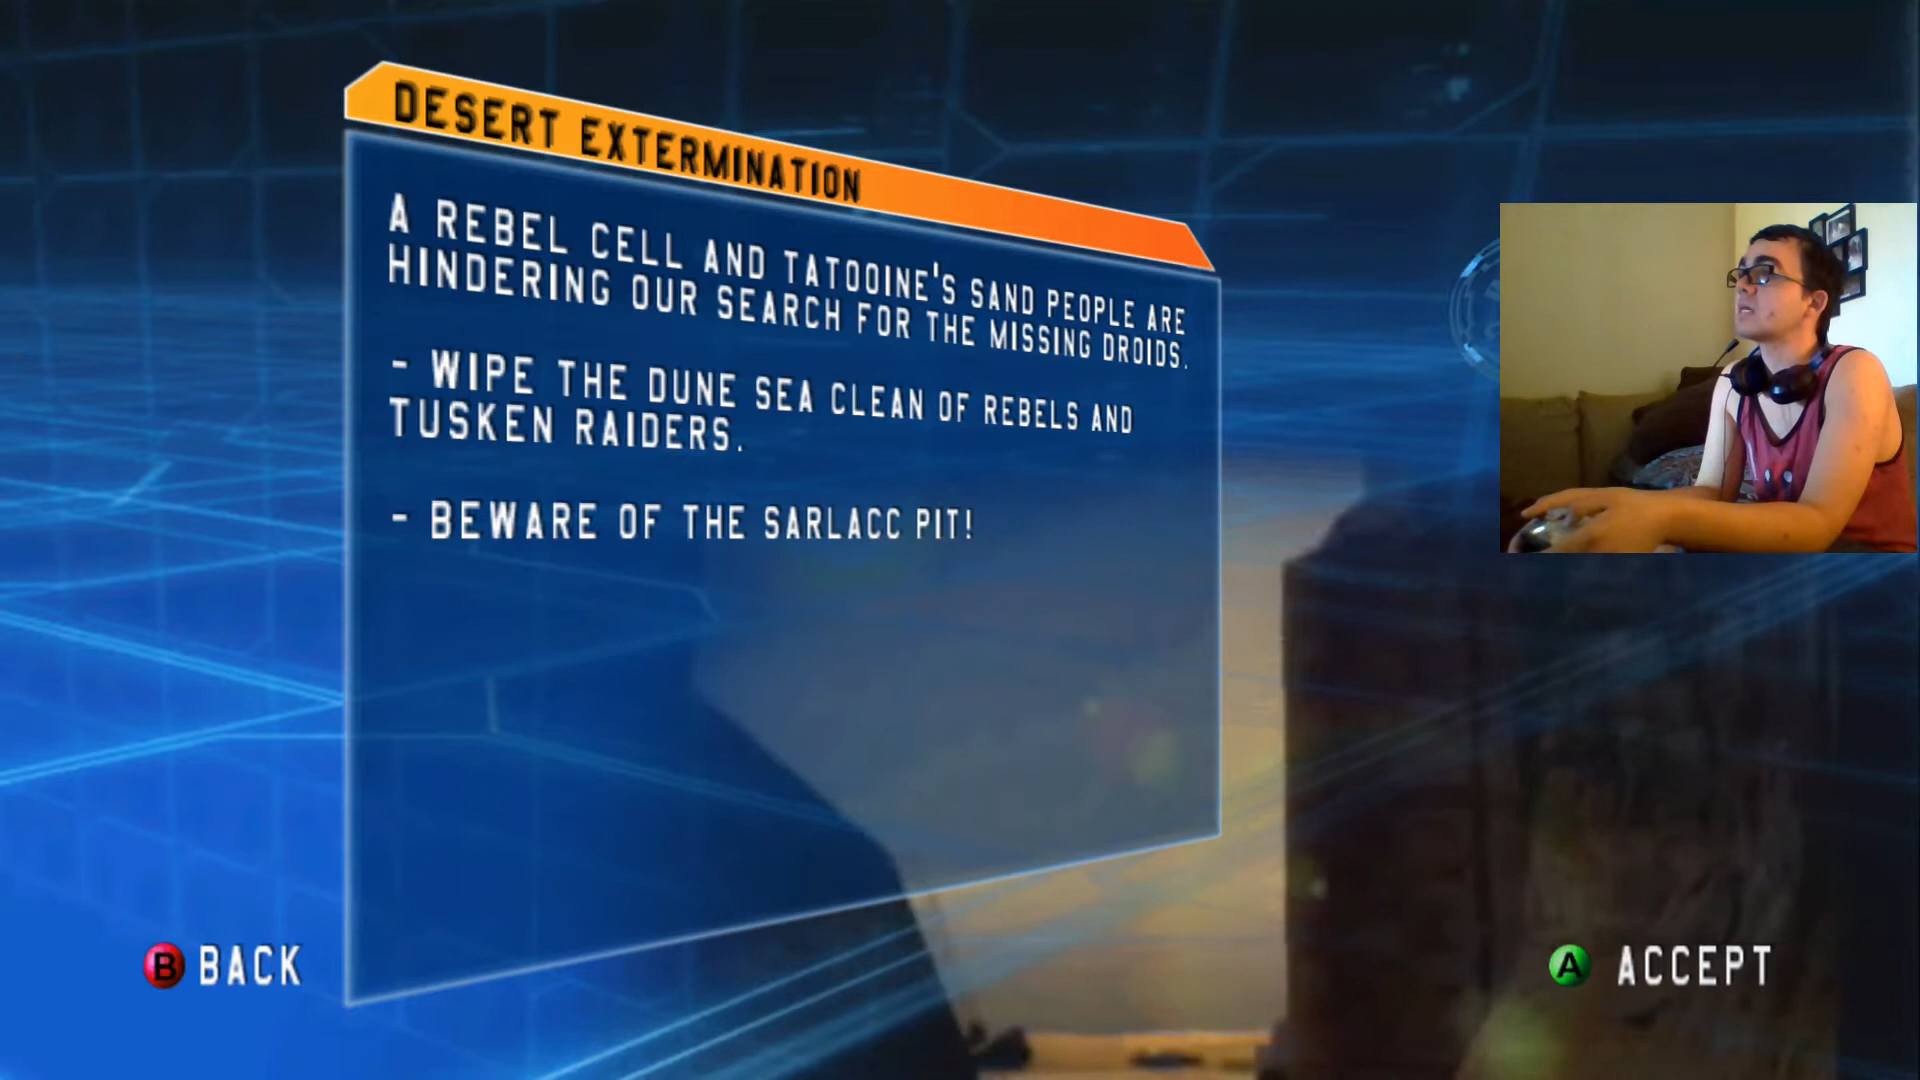 DESERT EXTERMINATION
A REBEL CELL AND TATOOINE'S SAND PEOPLE ARE
HINDERING OUR SEARCH FOR THE MISSING DROIDS.
- WIPE THE DUNE SEA CLEAN OF REBELS AND
TUSKEN RAIDERS.
- BEWARE OF THE SARLACC PIT!
B BACK
A ACCEPT